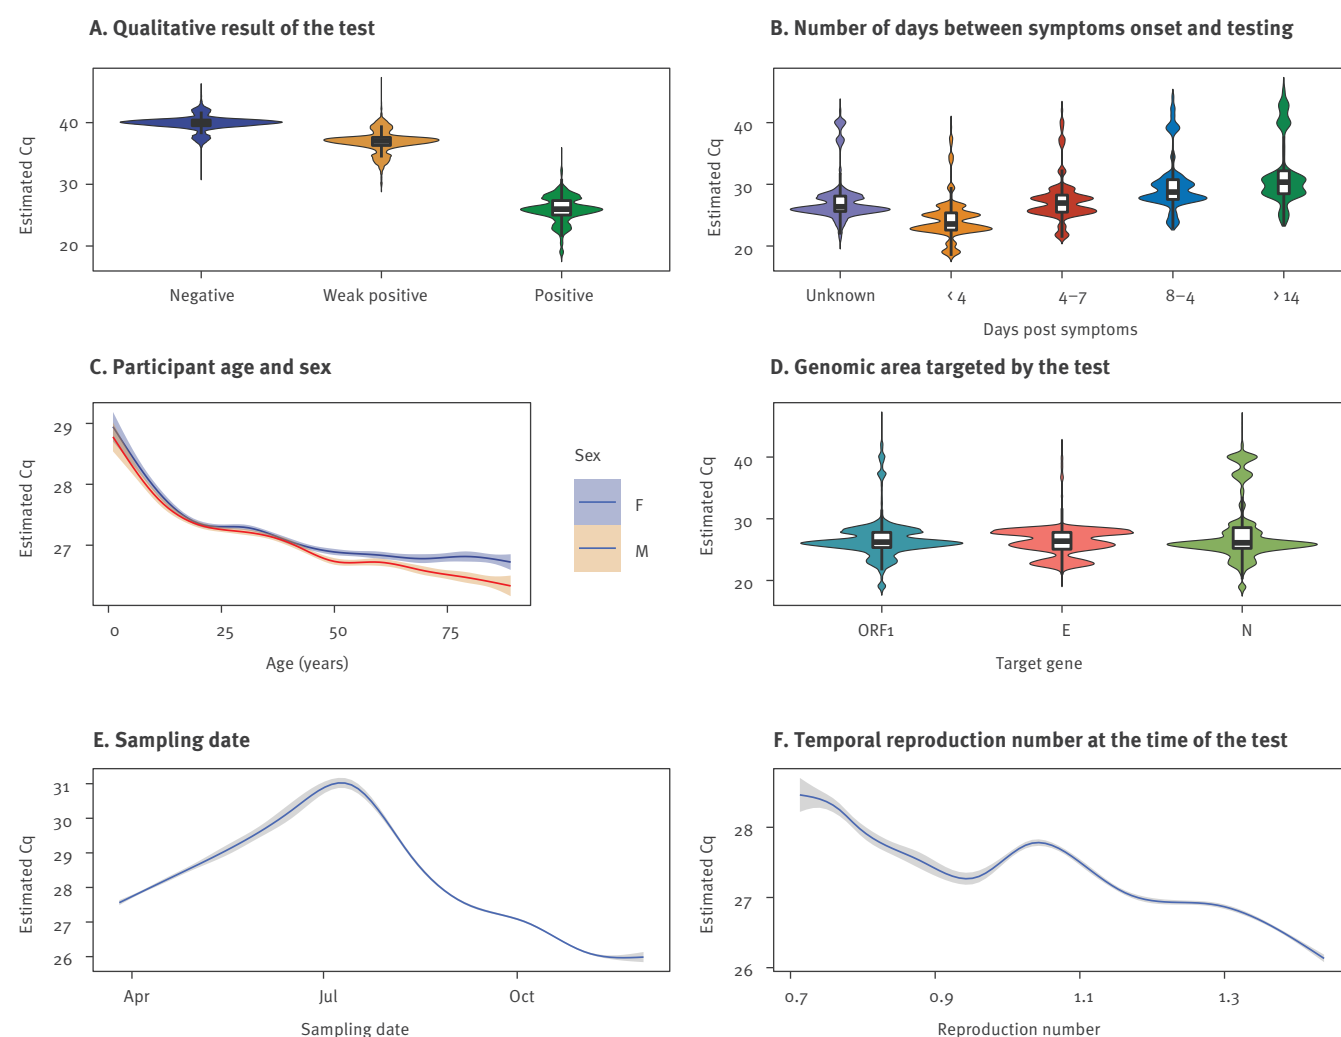 A. Qualitative result of the test
Estimated Cq
40
30
20
Negative
Weak positive
Positive
B. Number of days between symptoms onset and testing
Estimated Cq
40
30
20
Unknown
< 4
4–7
8–4
> 14
Days post symptoms
C. Participant age and sex
Estimated Cq
29
28
27
0
25
50
75
Age (years)
Sex
F
M
D. Genomic area targeted by the test
Estimated Cq
40
30
20
ORF1
E
N
Target gene
E. Sampling date
Estimated Cq
31
30
29
28
27
26
Apr
Jul
Oct
Sampling date
F. Temporal reproduction number at the time of the test
Estimated Cq
28
27
26
0.7
0.9
1.1
1.3
Reproduction number